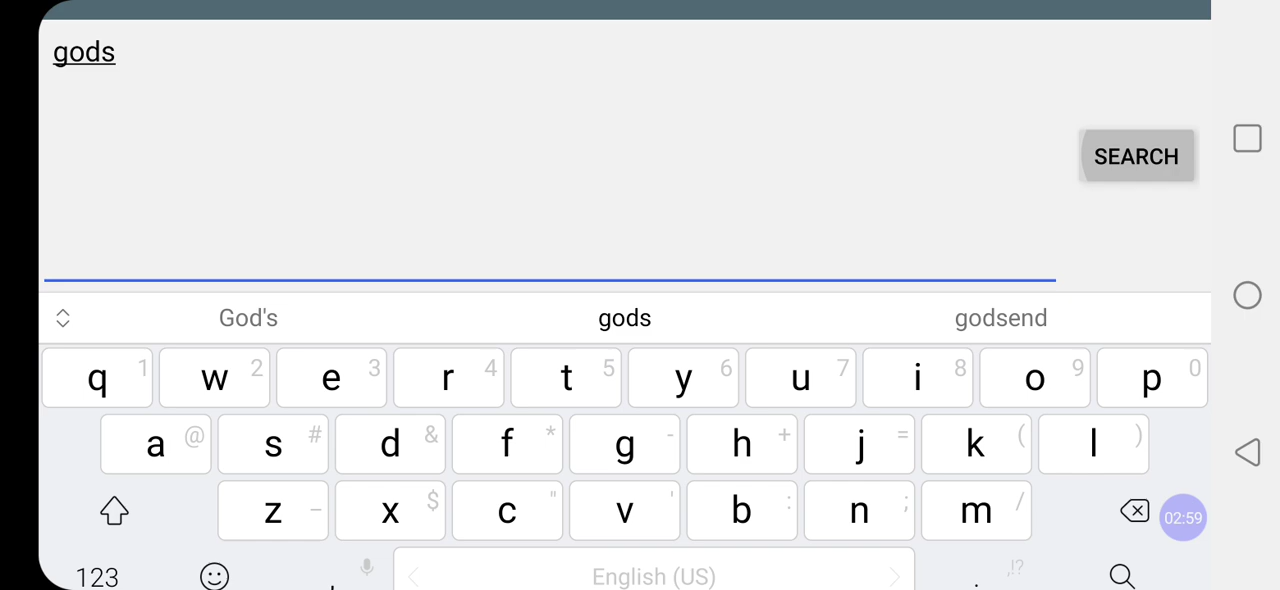 gods
SEARCH
God's gods godsend
q 1 w 2 e 3 r 4 t 5 y 6 u 7 i 8 o 9 p 0
a @ s # d & f * g - h + j = k ( l )
z _ x $ c " v ' b : n ; m /
02:59
123 , English (US) . ,!?